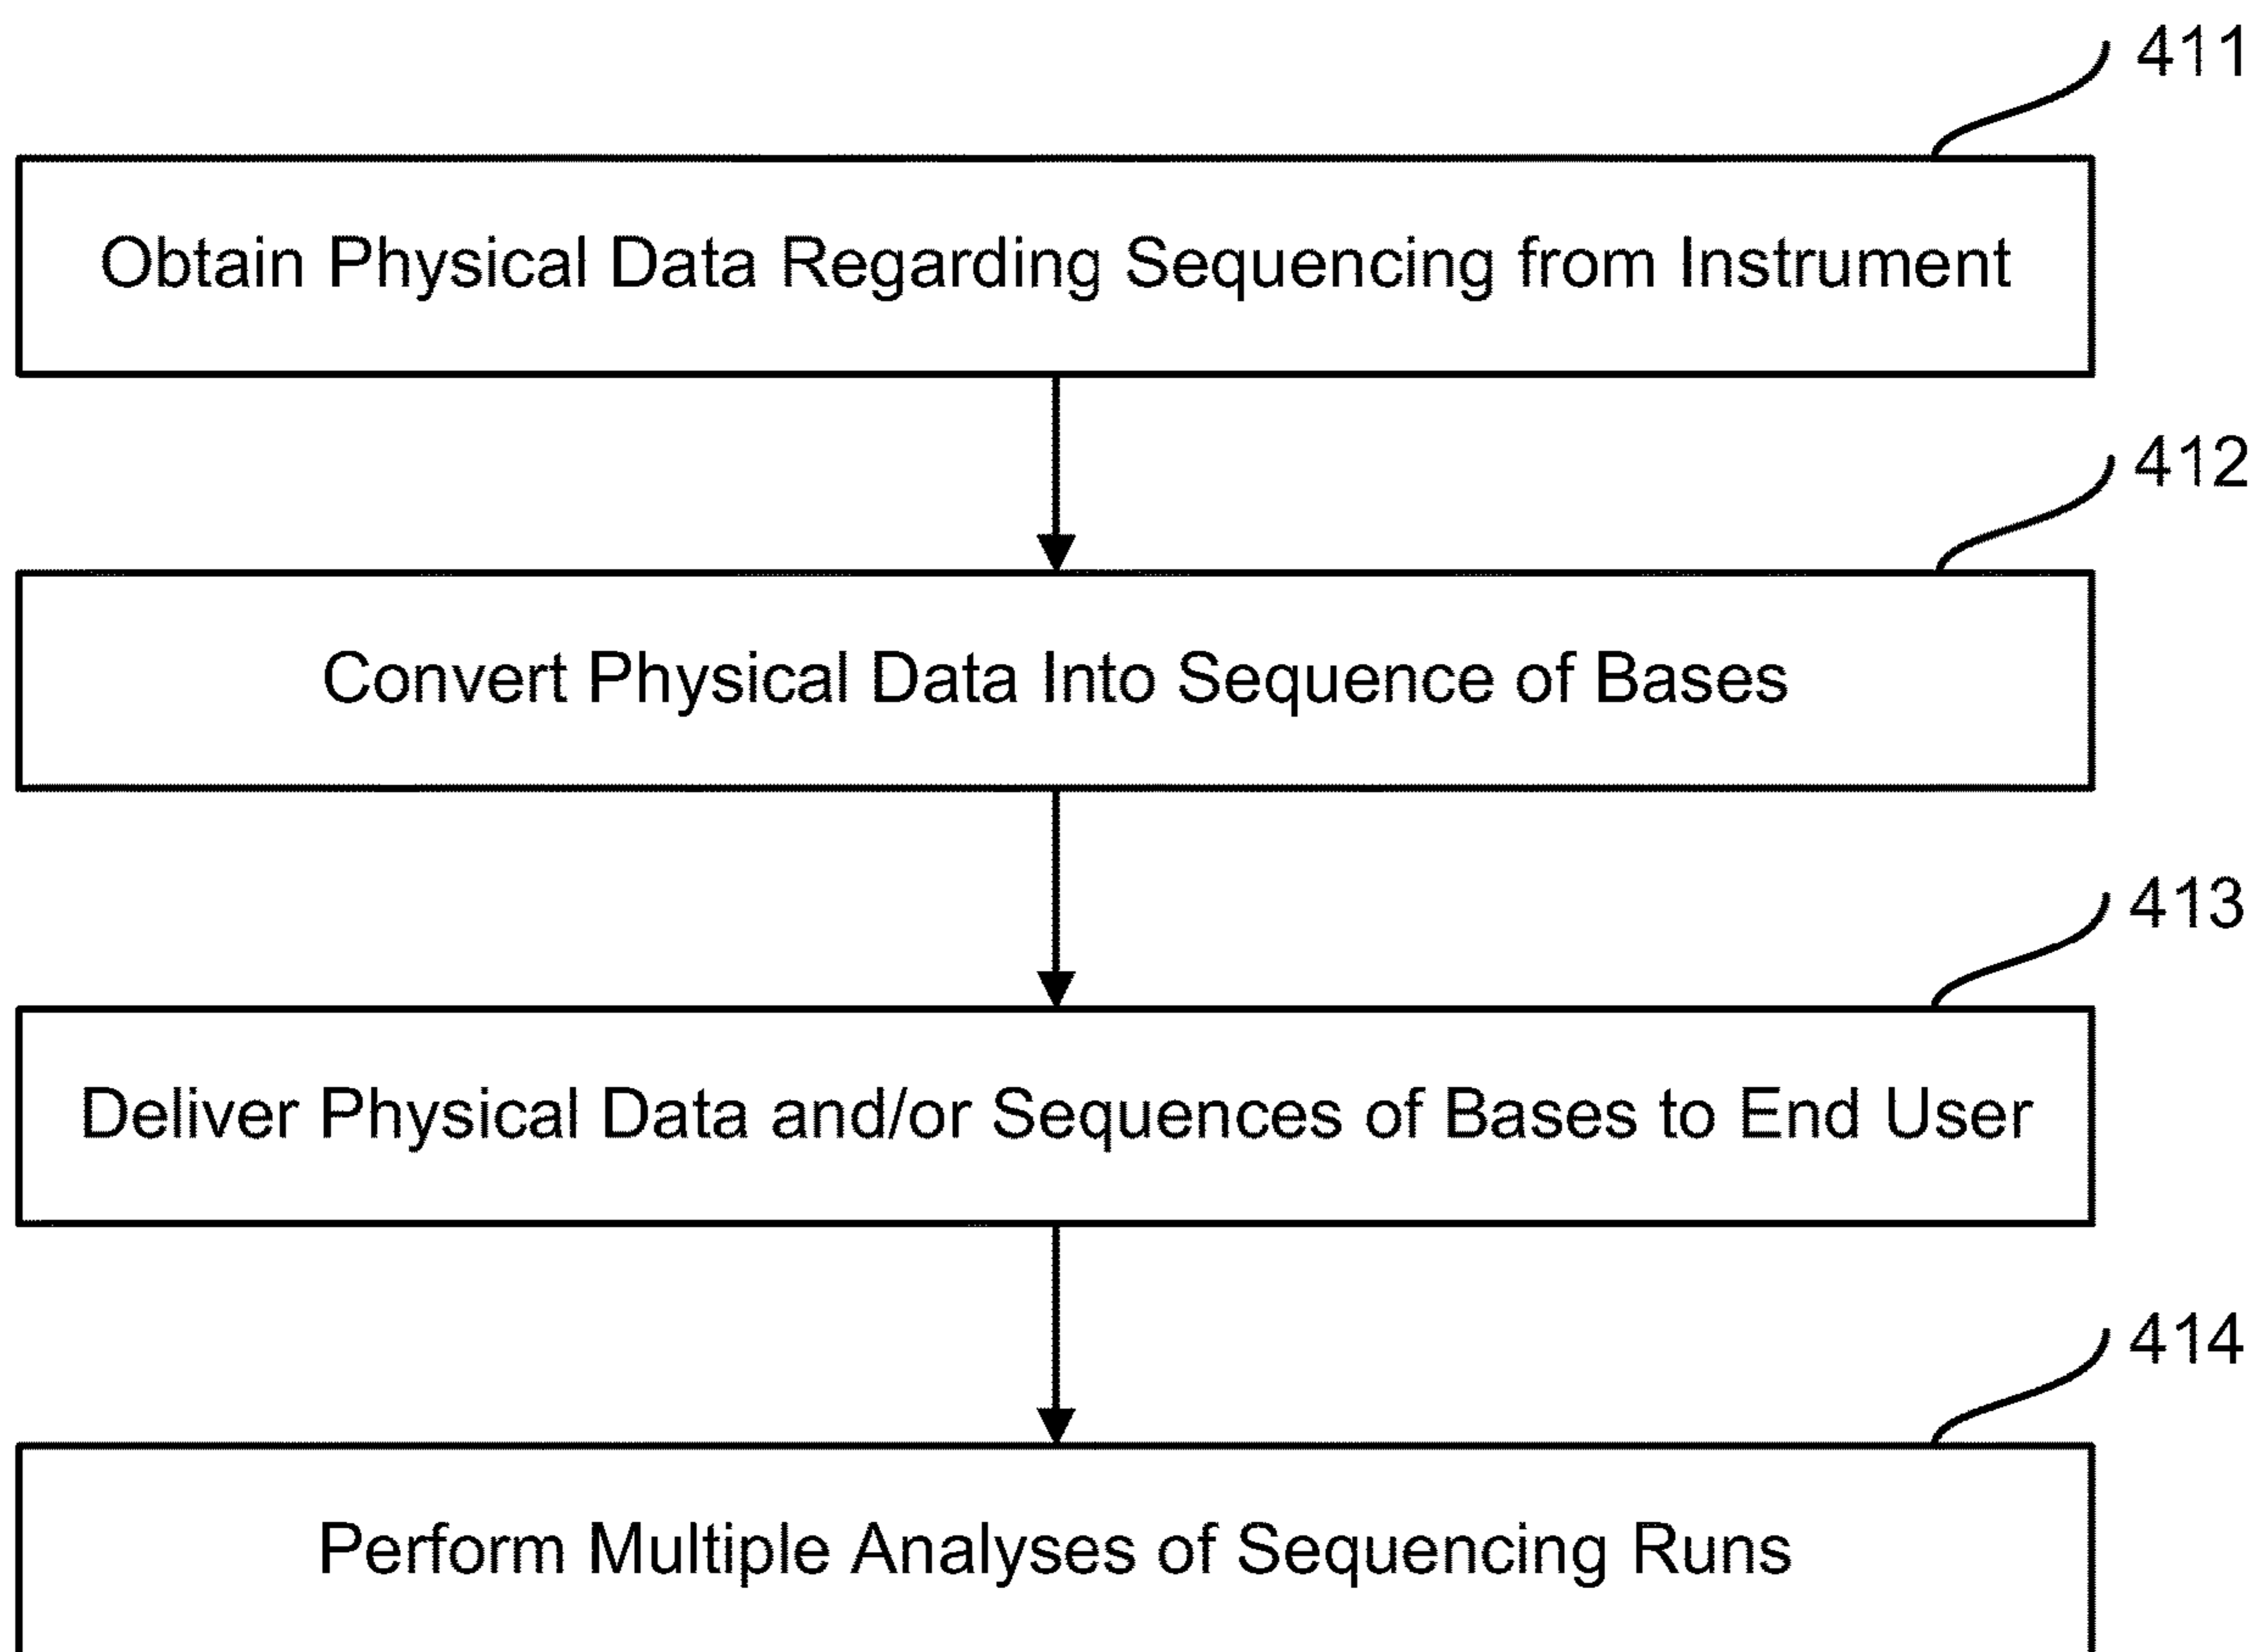 411
Obtain Physical Data Regarding Sequencing from Instrument
412
Convert Physical Data Into Sequence of Bases
413
Deliver Physical Data and/or Sequences of Bases to End User
414
Perform Multiple Analyses of Sequencing Runs